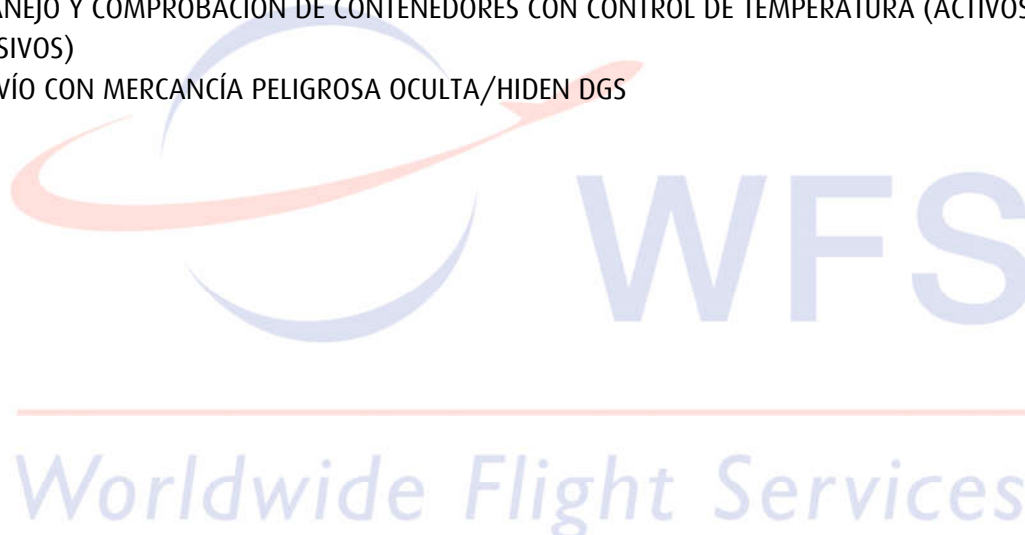 ANEJO Y COMPROBACIÓN DE CONTENEDORES CON CONTROL DE TEMPERATURA (ACTIVOS
SIVOS)
VÍO CON MERCANCÍA PELIGROSA OCULTA/HIDEN DGS
WFS
Worldwide Flight Services